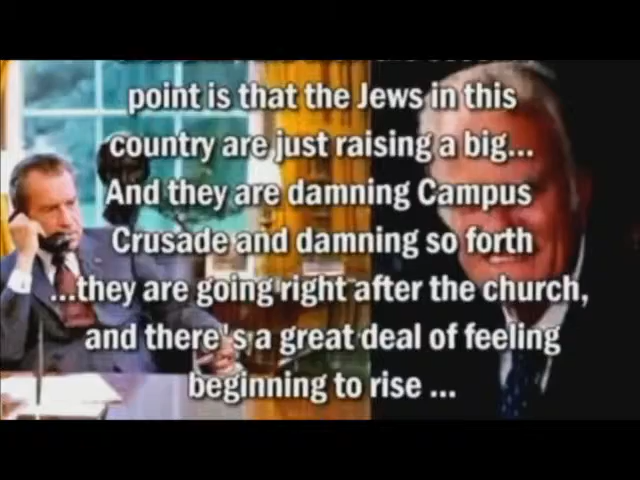 point is that the Jews in this
country are just raising a big...
And they are damning Campus
Crusade and damning so forth
...they are going right after the church,
and there's a great deal of feeling
beginning to rise ...